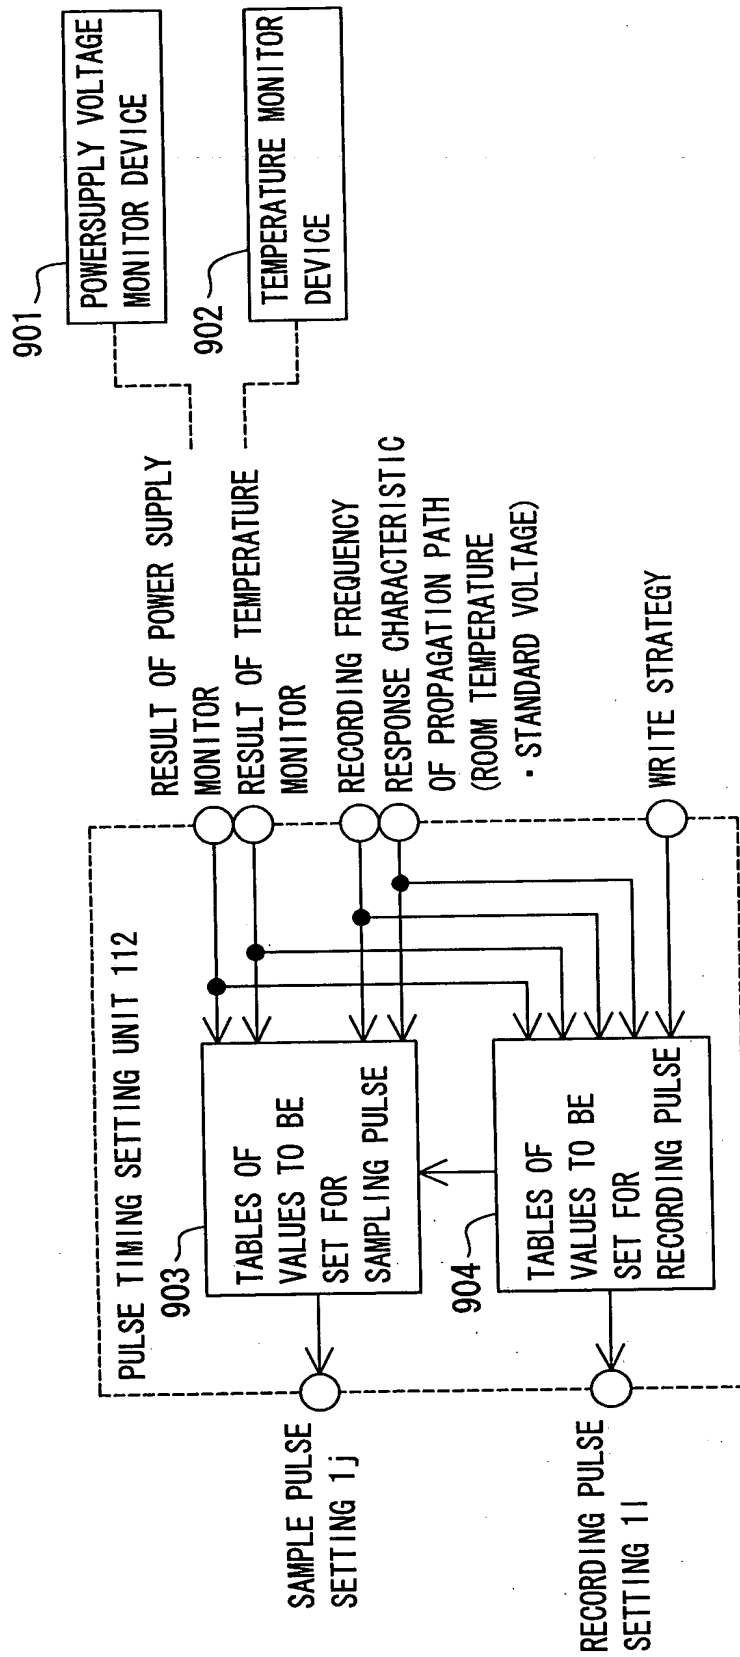 901
POWERSUPPLY VOLTAGE
MONITOR DEVICE
902
TEMPERATURE MONITOR
DEVICE
RESULT OF POWER SUPPLY
MONITOR
RESULT OF TEMPERATURE
MONITOR
RECORDING FREQUENCY
RESPONSE CHARACTERISTIC
OF PROPAGATION PATH
(ROOM TEMPERATURE
・STANDARD VOLTAGE)
WRITE STRATEGY
PULSE TIMING SETTING UNIT 112
903
TABLES OF
VALUES TO BE
SET FOR
SAMPLING PULSE
904
TABLES OF
VALUES TO BE
SET FOR
RECORDING PULSE
SAMPLE PULSE
SETTING 1j
RECORDING PULSE
SETTING 1l